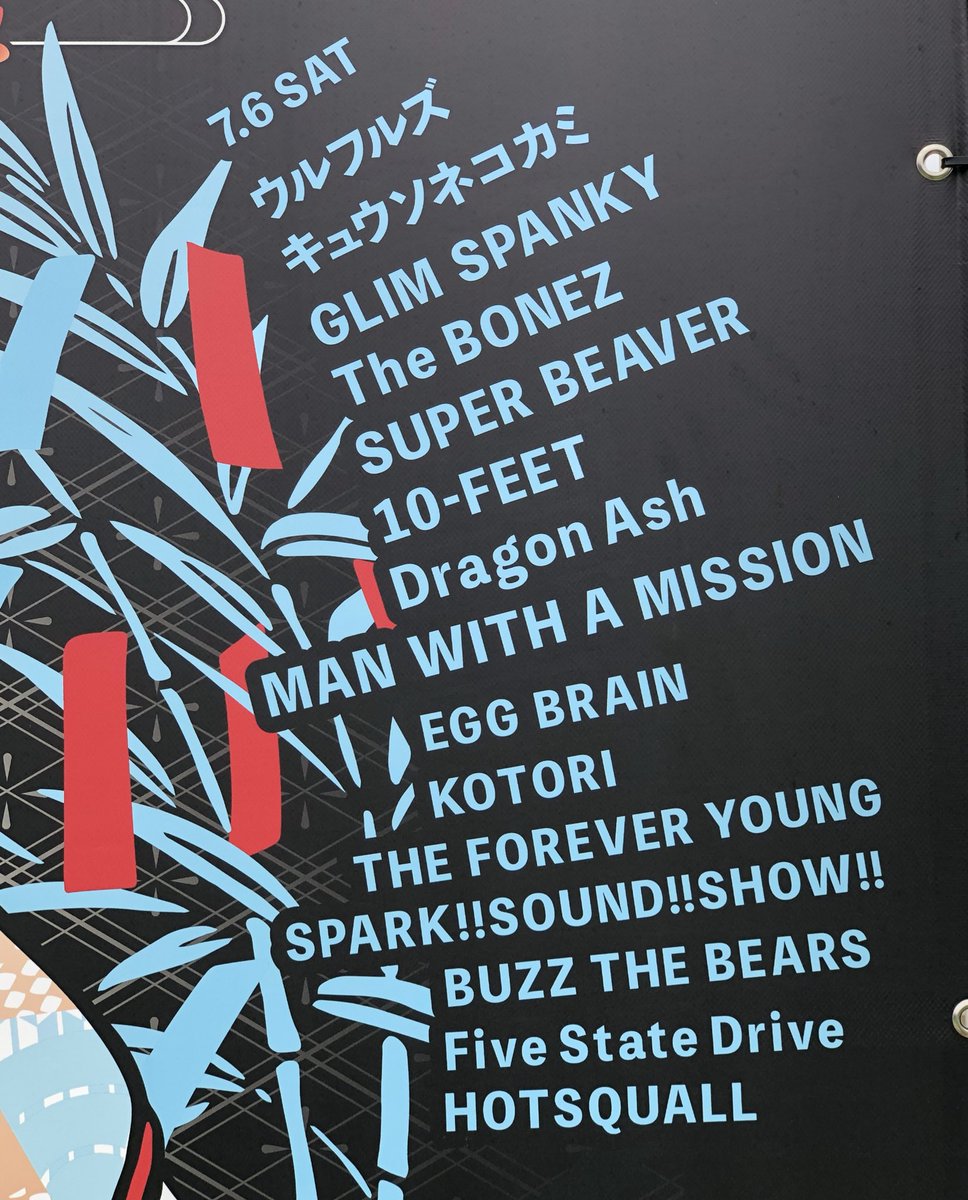 7.6 SAT
ウルフルズ
キュウソネコカミ
GLIM SPANKY
The BONEZ
SUPER BEAVER
10-FEET
Dragon Ash
MAN WITH A MISSION
EGG BRAIN
KOTORI
THE FOREVER YOUNG
SPARK!!SOUND!!SHOW!!
BUZZ THE BEARS
Five State Drive
HOTSQUALL